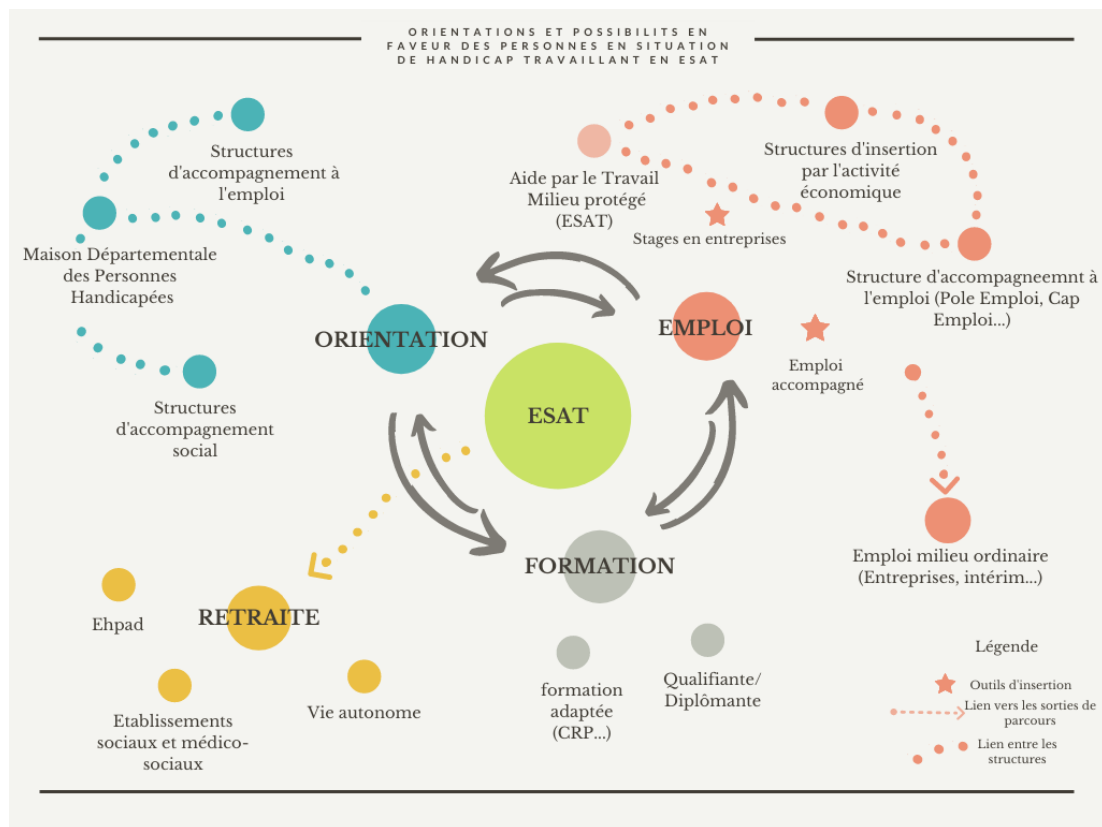 ORIENTATIONS ET POSSIBILITS EN
FAVEUR DES PERSONNES EN SITUATION
DE HANDICAP TRAVAILLANT EN ESAT
Structures
d'accompagnement à
l'emploi
Maison Départementale
des Personnes
Handicapées
Structures
d'accompagnement
social
ORIENTATION
Aide par le Travail
Milieu protégé
(ESAT)
Structures d'insertion
par l'activité
économique
Stages en entreprises
Structure d'accompagneemnt à
l'emploi (Pole Emploi, Cap
Emploi...)
EMPLOI
Emploi
accompagné
ESAT
Emploi milieu ordinaire
(Entreprises, intérim...)
FORMATION
formation
adaptée
(CRP...)
Qualifiante/
Diplômante
RETRAITE
Ehpad
Etablissements
sociaux et médico-
sociaux
Vie autonome
Légende
Outils d'insertion
Lien vers les sorties de
parcours
Lien entre les
structures